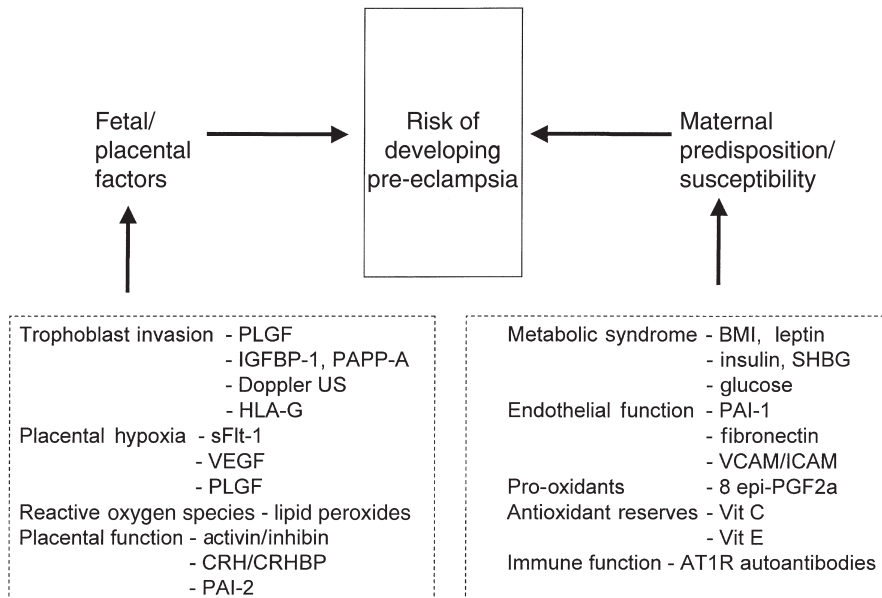 Fetal/
placental
factors
Risk of
developing
pre-eclampsia
Maternal
predisposition/
susceptibility
Trophoblast invasion - PLGF
- IGFBP-1, PAPP-A
- Doppler US
- HLA-G
Placental hypoxia - sFlt-1
- VEGF
- PLGF
Reactive oxygen species - lipid peroxides
Placental function - activin/inhibin
- CRH/CRHBP
- PAI-2
Metabolic syndrome - BMI, leptin
- insulin, SHBG
- glucose
Endothelial function - PAI-1
- fibronectin
- VCAM/ICAM
Pro-oxidants - 8 epi-PGF2a
Antioxidant reserves - Vit C
- Vit E
Immune function - AT1R autoantibodies